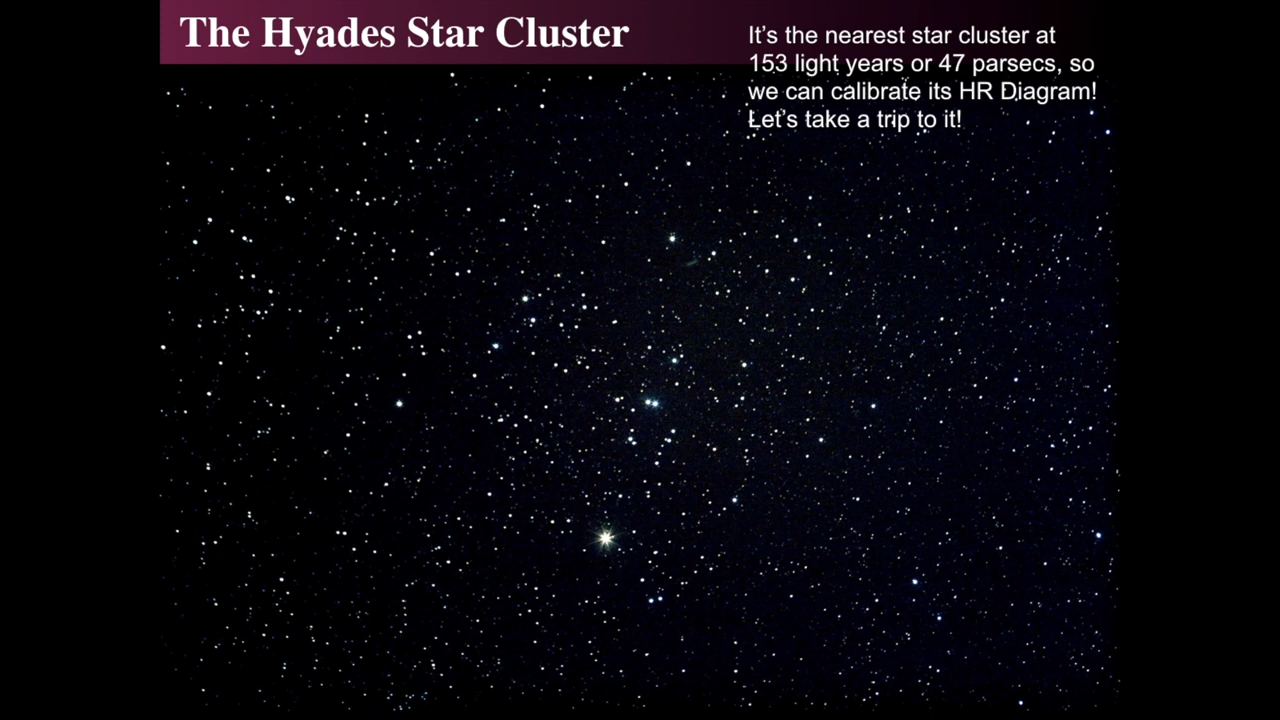 The Hyades Star Cluster
It’s the nearest star cluster at
153 light years or 47 parsecs, so
we can calibrate its HR Diagram!
Let’s take a trip to it!